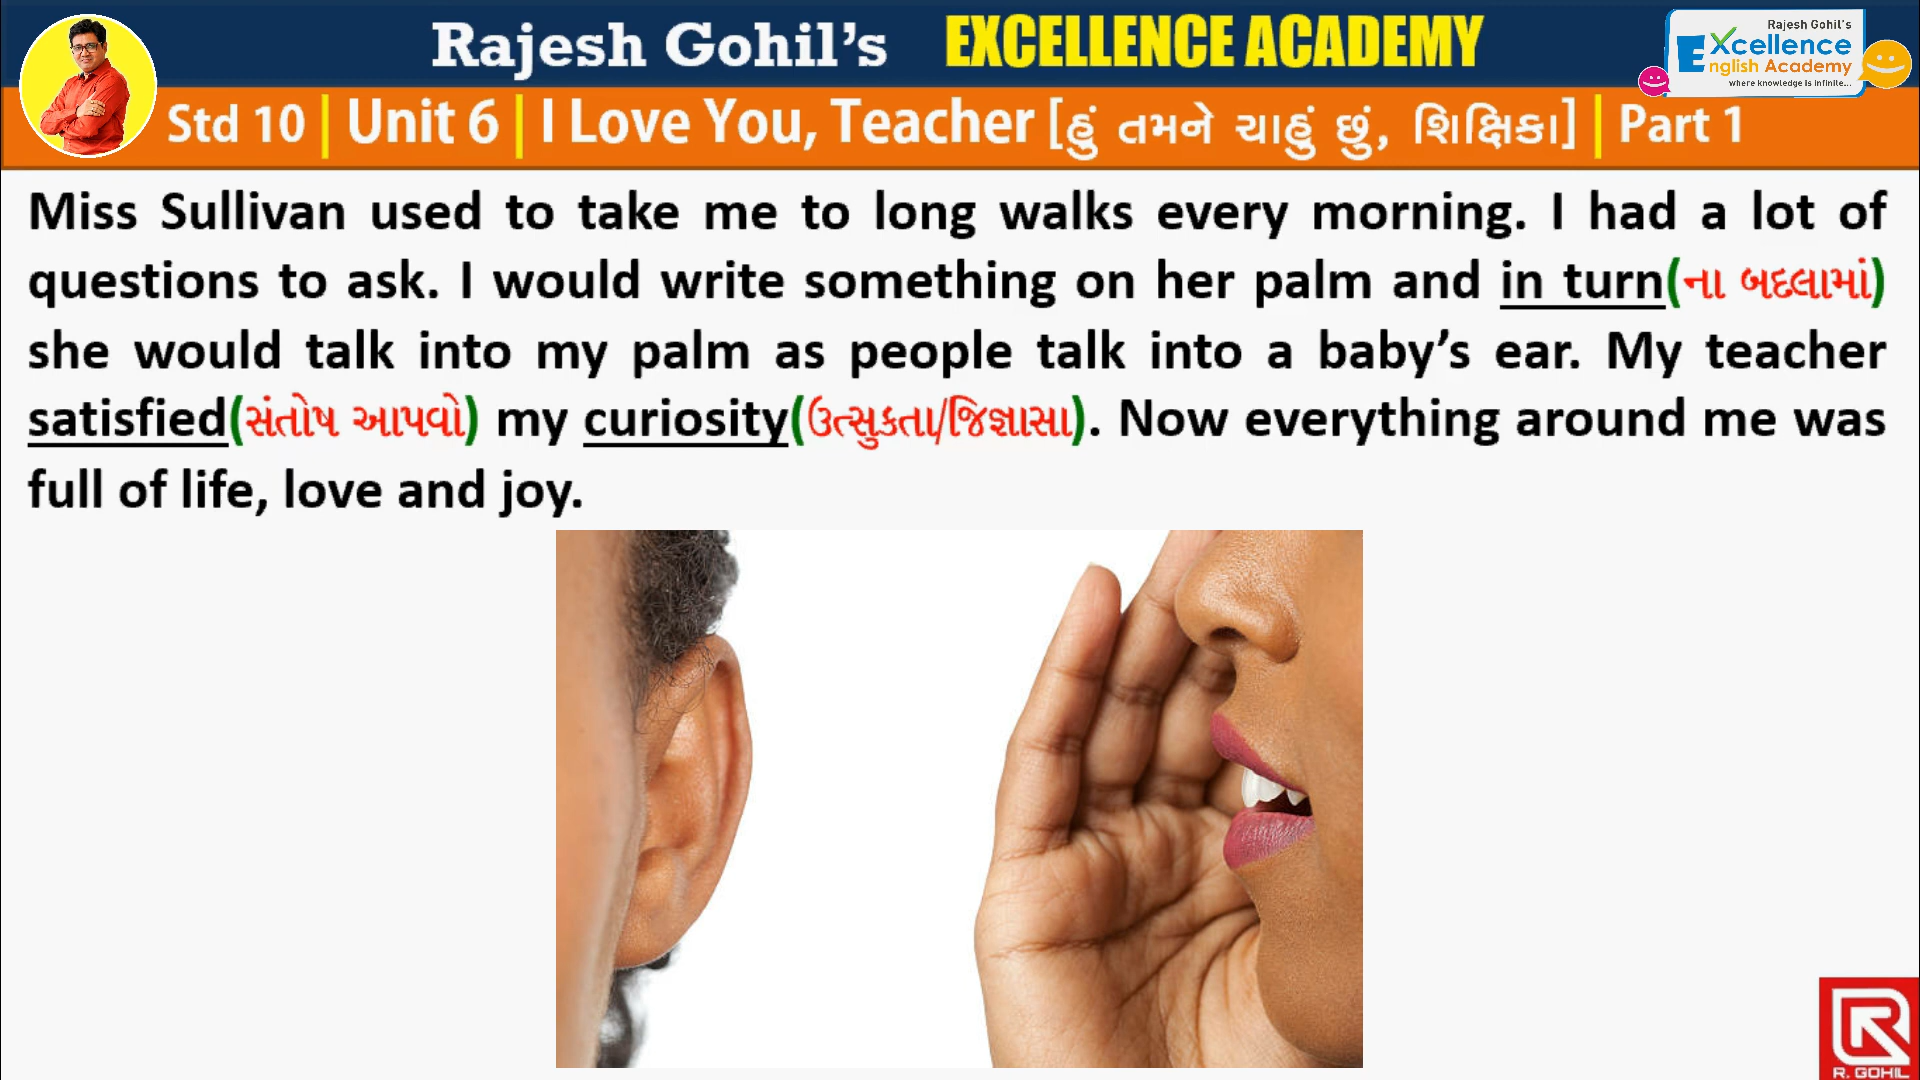 Rajesh Gohil’s EXCELLENCE ACADEMY
Rajesh Gohil's
Excellence
English Academy
where knowledge is infinite...
Std 10 | Unit 6 | I Love You, Teacher [હું તમને ચાહું છું, શિક્ષિકા] | Part 1
Miss Sullivan used to take me to long walks every morning. I had a lot of
questions to ask. I would write something on her palm and in turn(ના બદલામાં)
she would talk into my palm as people talk into a baby’s ear. My teacher
satisfied(સંતોષ આપવો) my curiosity(ઉત્સુકતા/જિજ્ઞાસા). Now everything around me was
full of life, love and joy.
R. GOHIL